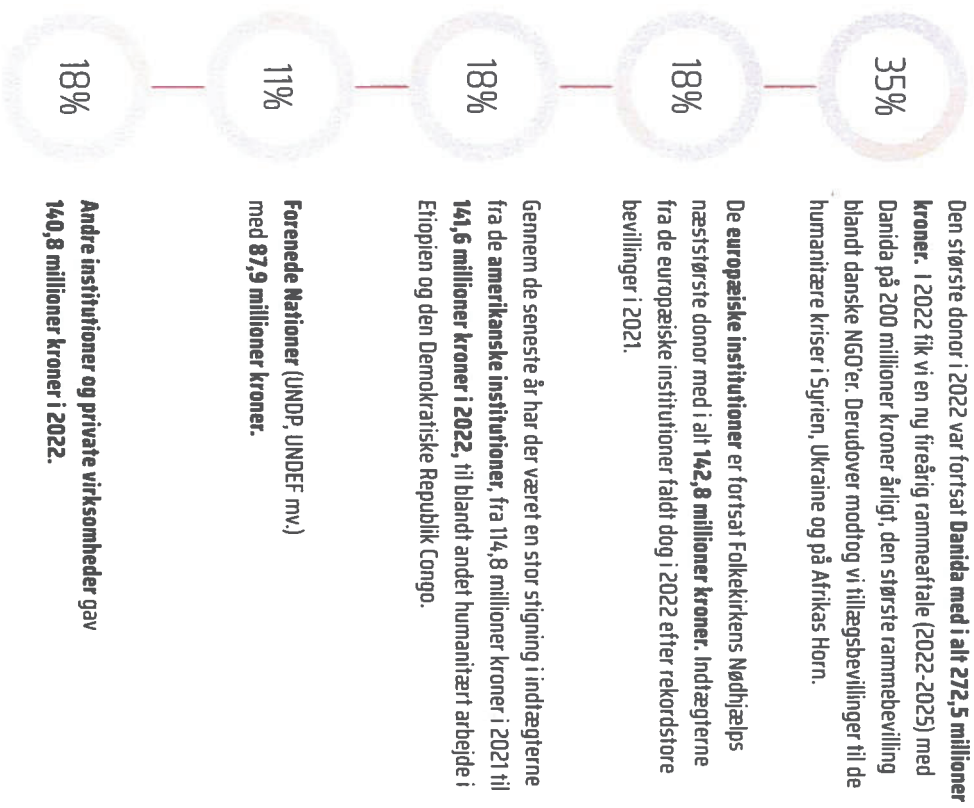 35%
Den største donor i 2022 var fortsat Danida med i alt 272,5 millioner
kroner. I 2022 fik vi en ny fireårig rammeaftale (2022-2025) med
Danida på 200 millioner kroner årligt, den største rammebevilling
blandt danske NGO'er. Derudover modtog vi tillægsbevillinger til de
humanitære kriser i Syrien, Ukraine og på Afrikas Horn.
18%
De europæiske institutioner er fortsat Folkekirkens Nødhjælps
næststørste donor med i alt 142,8 millioner kroner. Indtægterne
fra de europæiske institutioner faldt dog i 2022 efter rekordstore
bevillinger i 2021.
18%
Gennem de seneste år har der været en stor stigning i indtægterne
fra de amerikanske institutioner, fra 114,8 millioner kroner i 2021 til
141,6 millioner kroner i 2022, til blandt andet humanitært arbejde i
Etiopien og den Demokratiske Republik Congo.
11%
Forenede Nationer (UNDP, UNDEF mv.)
med 87,9 millioner kroner.
18%
Andre institutioner og private virksomheder gav
140,8 millioner kroner i 2022.